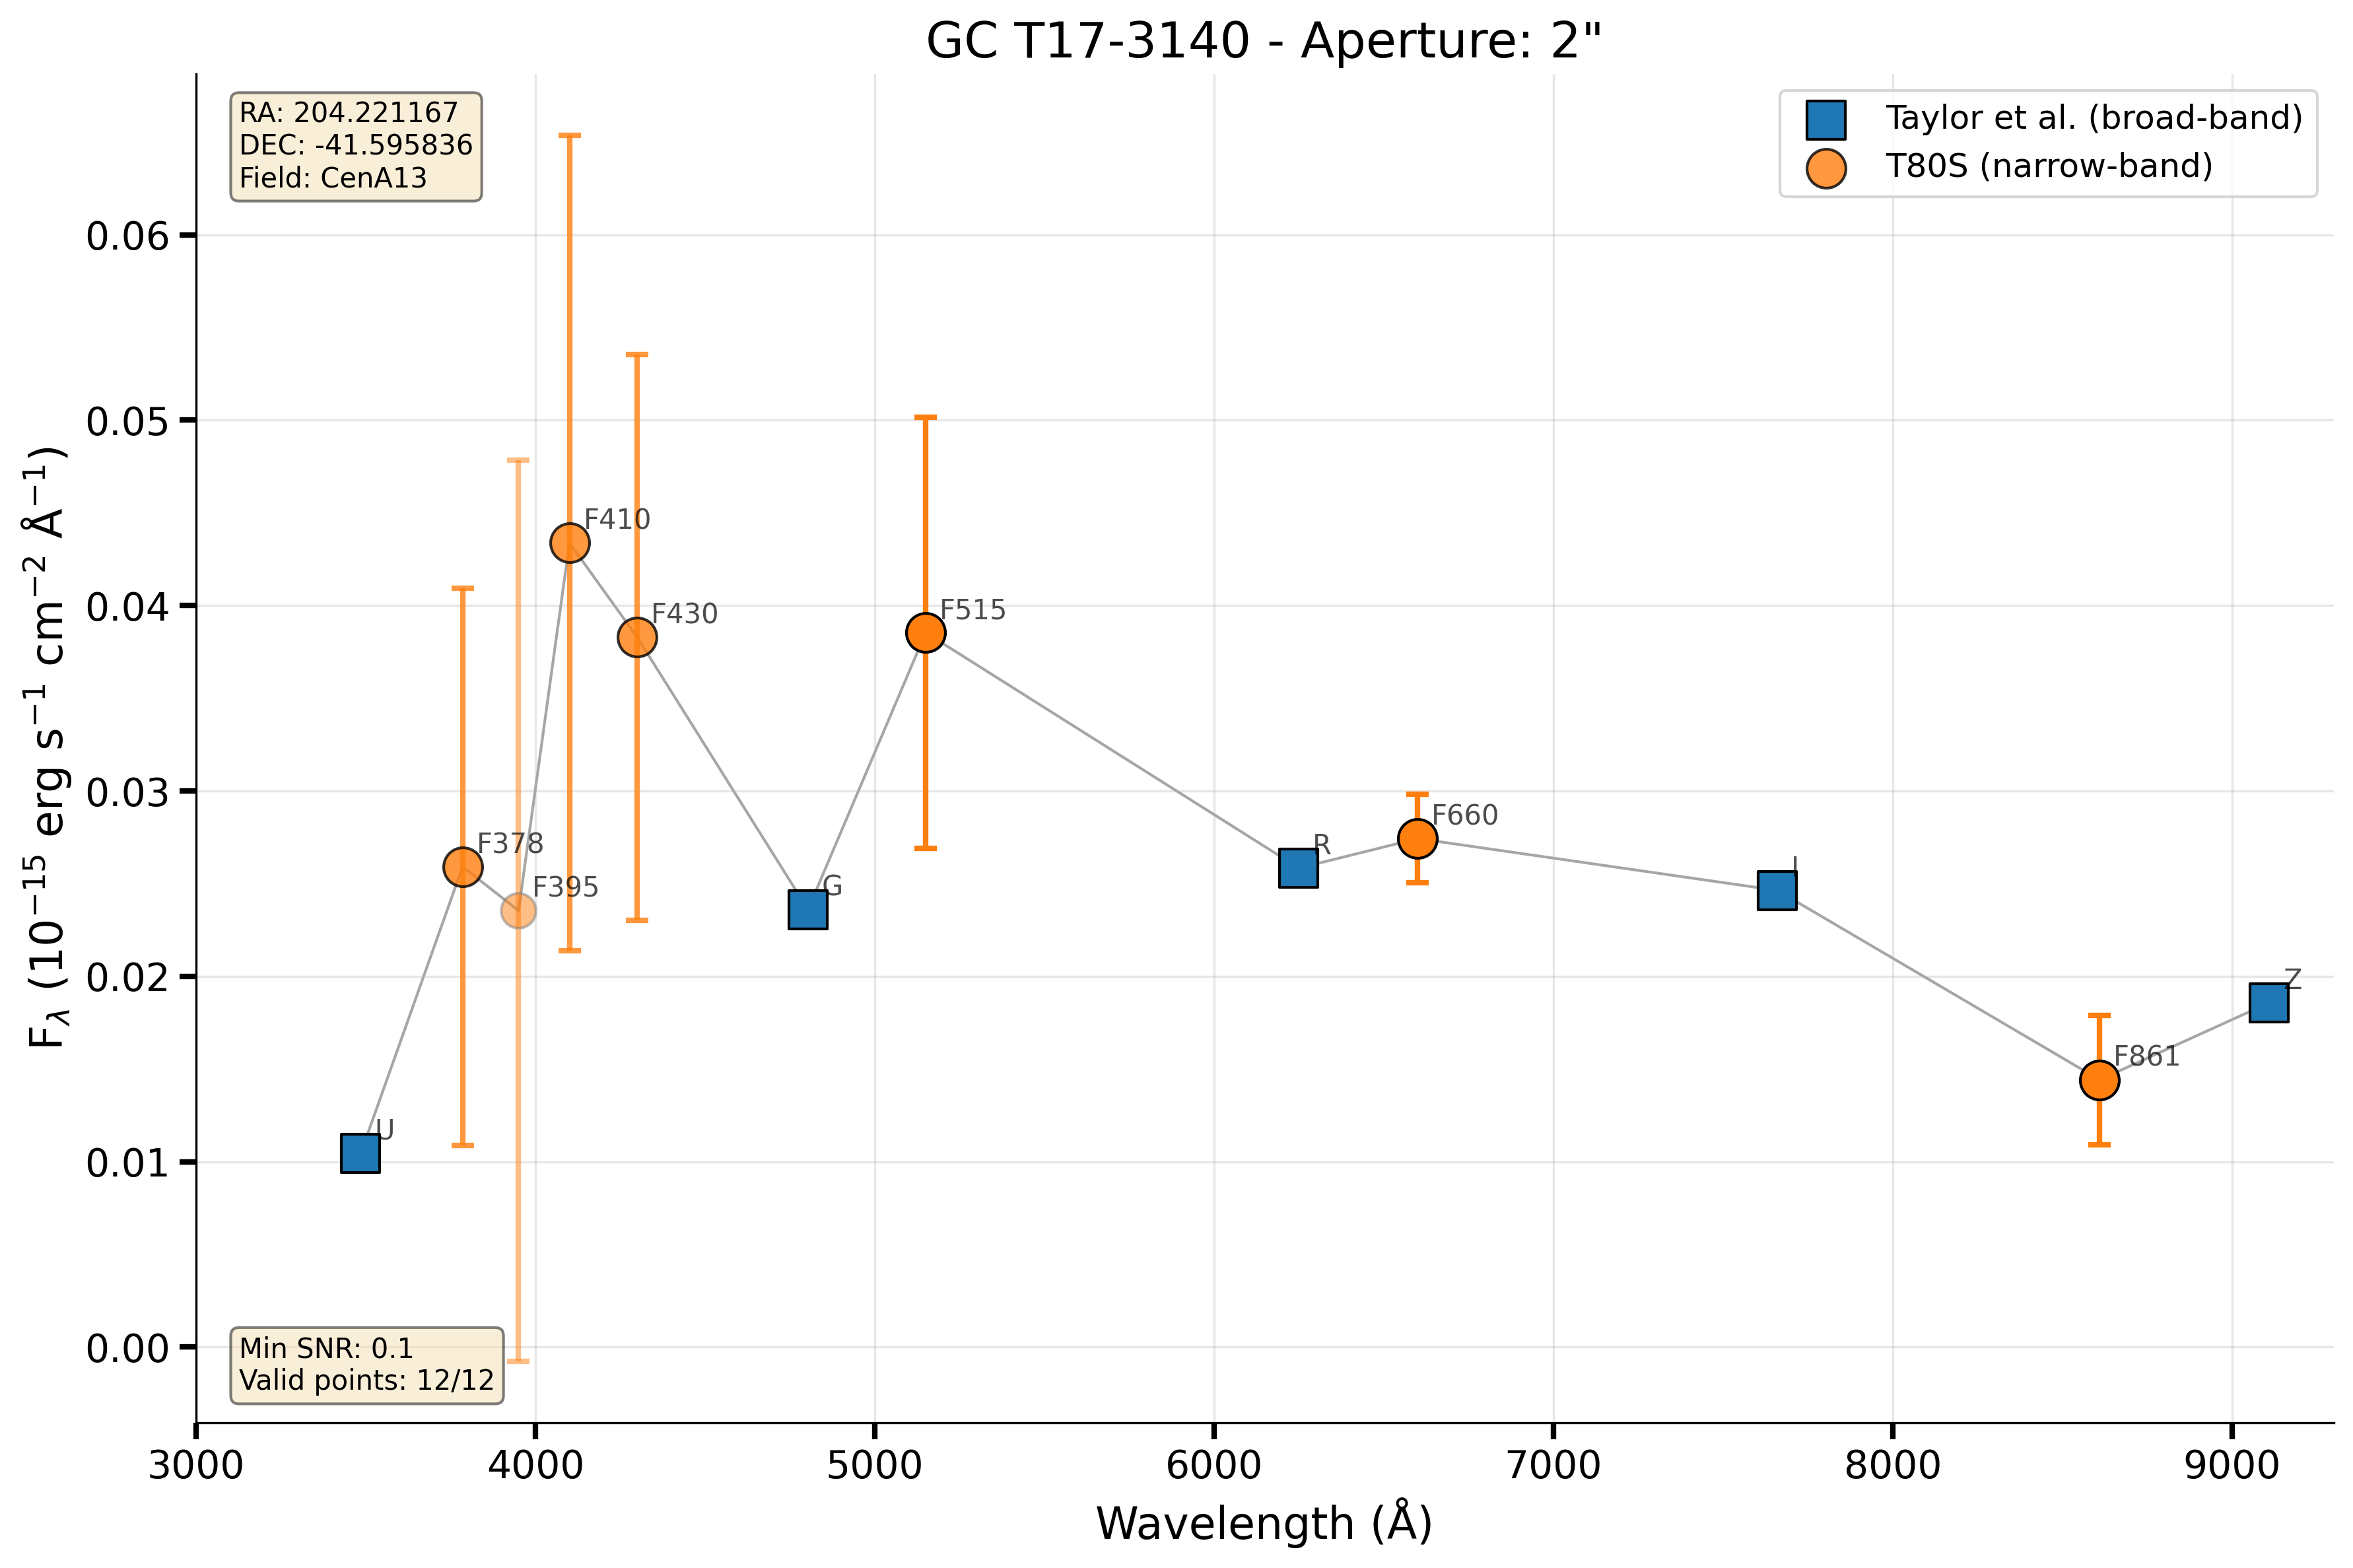 GC T17-3140 - Aperture: 2"
RA: 204.221167
DEC: -41.595836
Field: CenA13
Taylor et al. (broad-band)
T80S (narrow-band)
F_λ (10⁻¹⁵ erg s⁻¹ cm⁻² Å⁻¹)
0.06
0.05
0.04
0.03
0.02
0.01
0.00
U
F378
F395
F410
F430
G
F515
R
F660
I
F861
Z
Min SNR: 0.1
Valid points: 12/12
3000 4000 5000 6000 7000 8000 9000
Wavelength (Å)